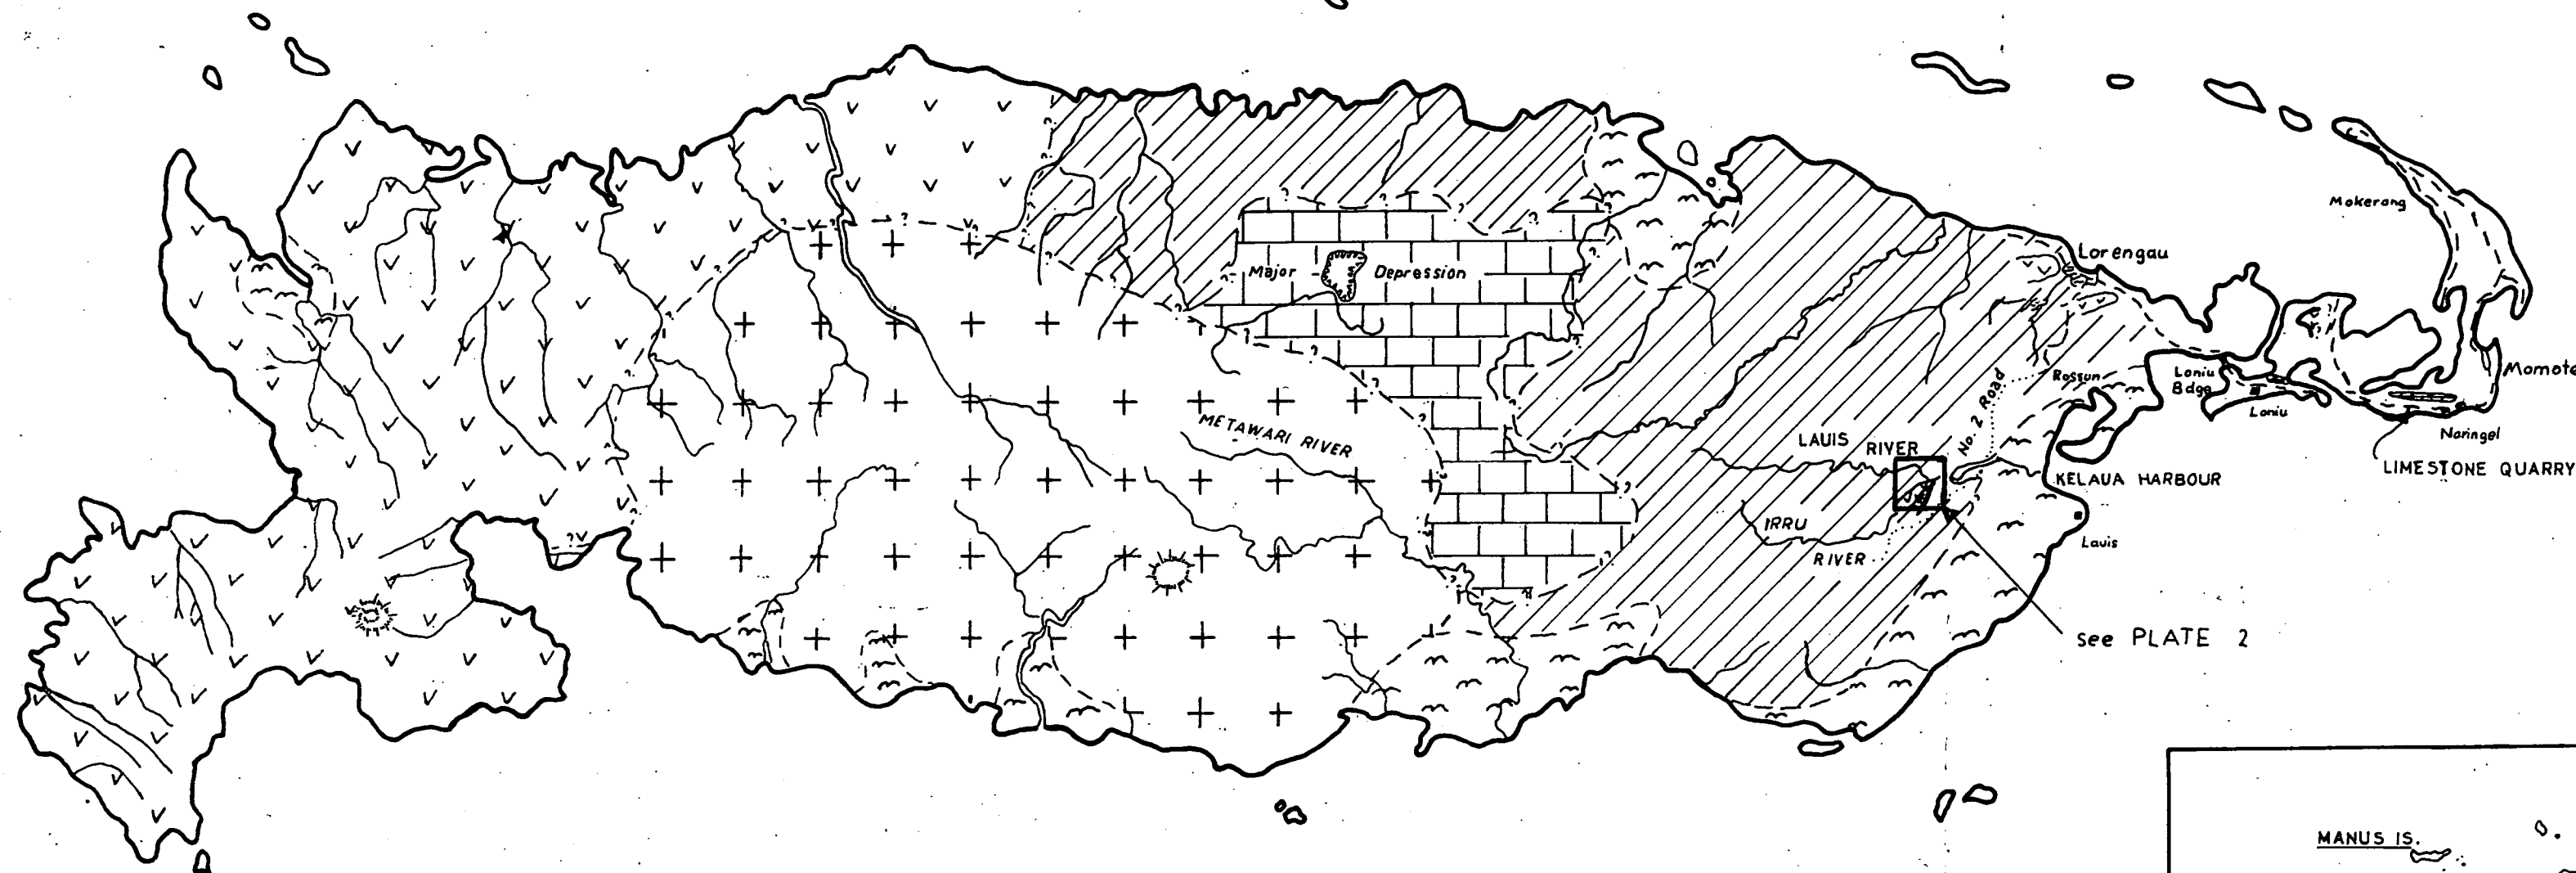 Mokerang
Lorengau
Major
Depression
Momote
Loniu
Bdge
Rossun
Loniu
No. 2 Road
Naringel
METAWARI RIVER
LAUIS
RIVER
LIMESTONE QUARRY
KELAUA HARBOUR
IRRU
RIVER
Lauis
See PLATE 2
MANUS IS.